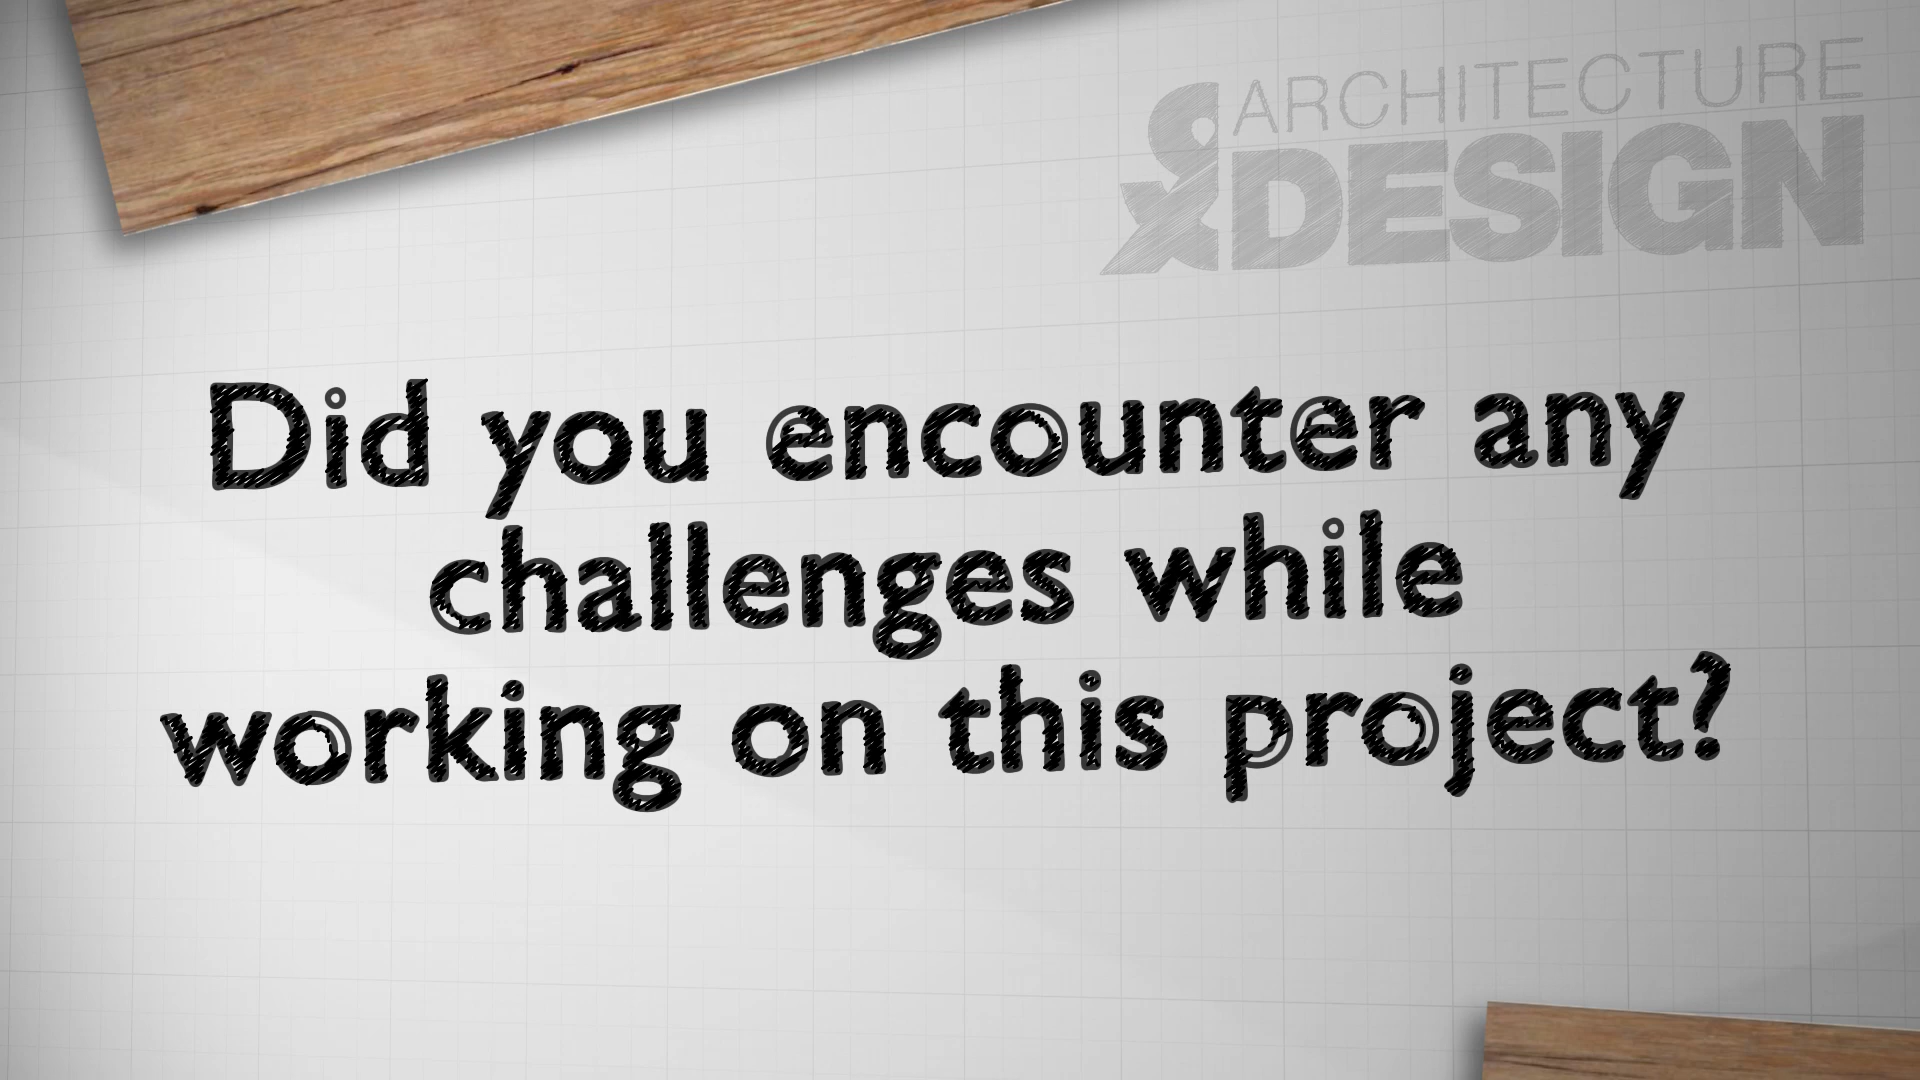 ARCHITECTURE
& DESIGN
Did you encounter any
challenges while
working on this project?